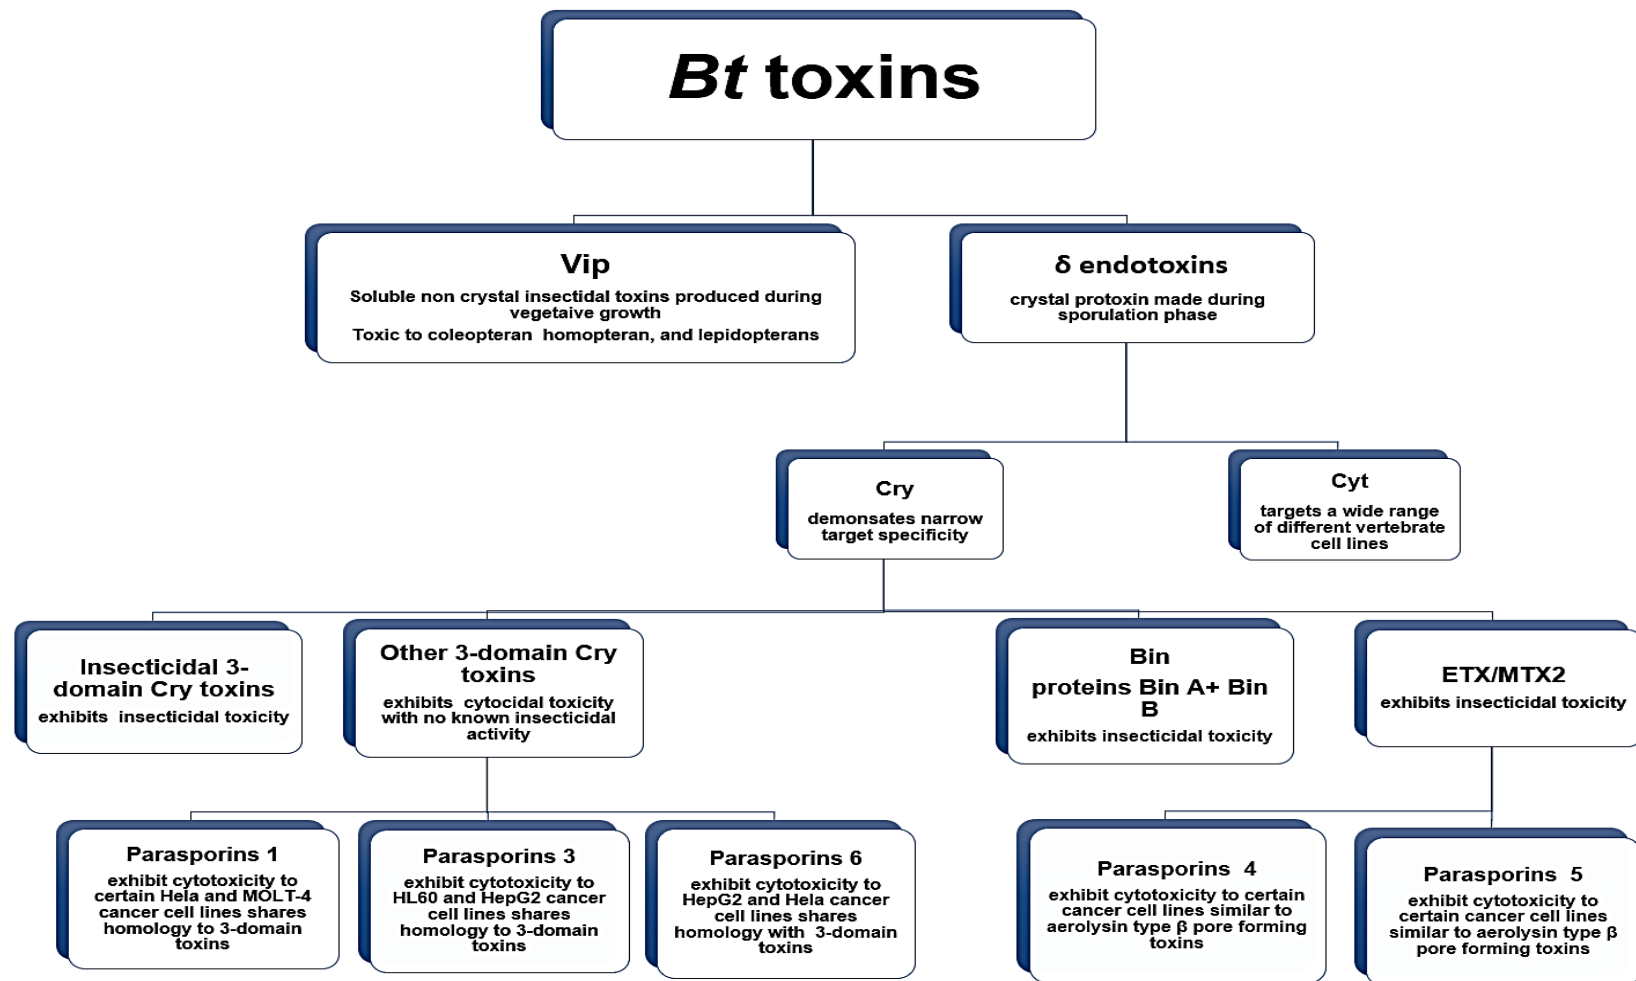 Bt toxins
Vip
Soluble non crystal insectidal toxins produced during
vegetaive growth
Toxic to coleopteran homopteran, and lepidopterans
δ endotoxins
crystal protoxin made during
sporulation phase
Cry
demonsates narrow
target specificity
Cyt
targets a wide range
of different vertebrate
cell lines
Insecticidal 3-
domain Cry toxins
exhibits insecticidal toxicity
Other 3-domain Cry
toxins
exhibits cytocidal toxicity
with no known insecticidal
activity
Bin
proteins Bin A+ Bin
B
exhibits insecticidal toxicity
ETX/MTX2
exhibits insecticidal toxicity
Parasporins 1
exhibit cytotoxicity to
certain Hela and MOLT-4
cancer cell lines shares
homology to 3-domain
toxins
Parasporins 3
exhibit cytotoxicity to
HL60 and HepG2 cancer
cell lines shares
homology to 3-domain
toxins
Parasporins 6
exhibit cytotoxicity to
HepG2 and Hela cancer
cell lines shares
homology with 3-domain
toxins
Parasporins 4
exhibit cytotoxicity to certain
cancer cell lines similar to
aerolysin type β pore forming
toxins
Parasporins 5
exhibit cytotoxicity to
certain cancer cell lines
similar to aerolysin type β
pore forming toxins